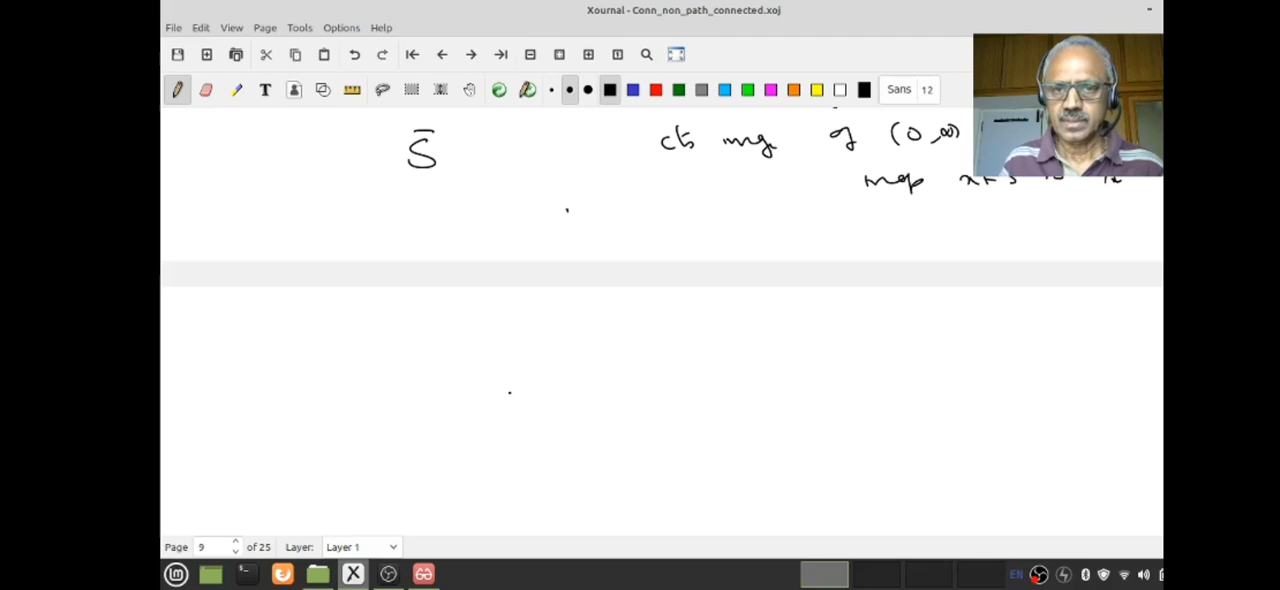 Xournal - Conn_non_path_connected.xoj
File Edit View Page Tools Options Help
Sans 12
S̄ cts img of (0,∞)
map
Page 9 of 25 Layer: Layer 1
EN